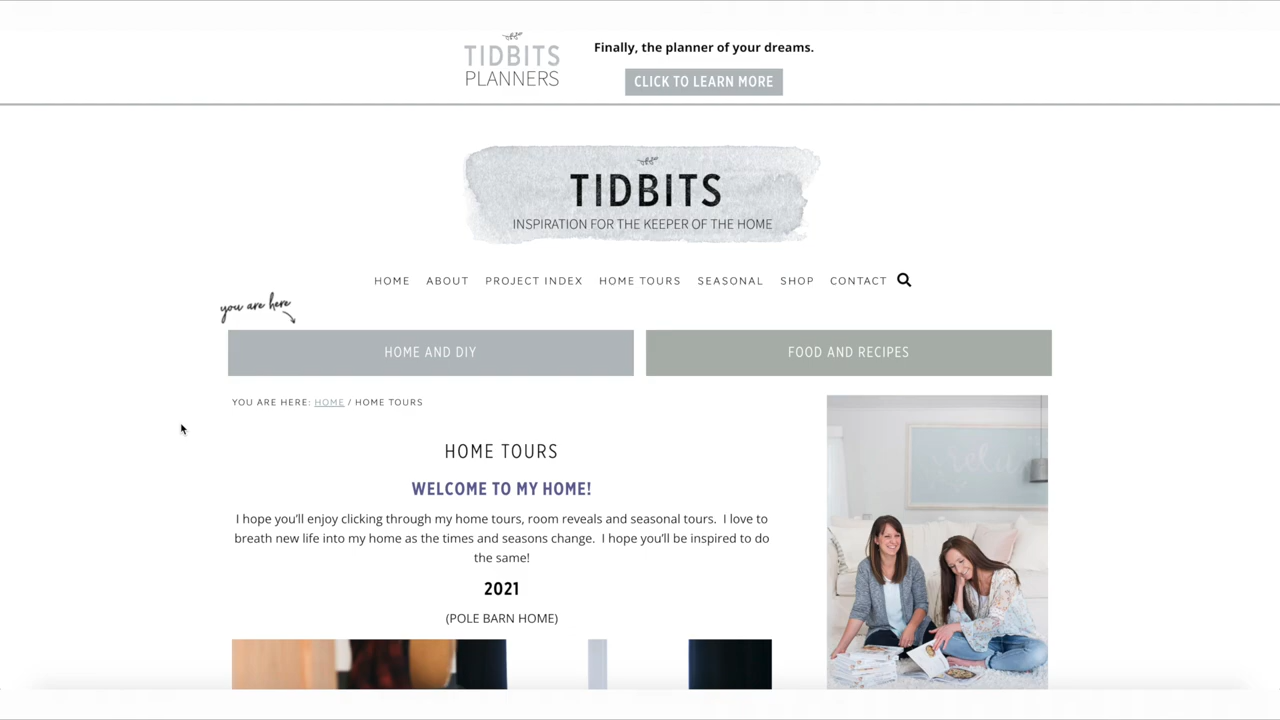 TIDBITS
PLANNERS
Finally, the planner of your dreams.
CLICK TO LEARN MORE
TIDBITS
INSPIRATION FOR THE KEEPER OF THE HOME
HOME ABOUT PROJECT INDEX HOME TOURS SEASONAL SHOP CONTACT
you are here
HOME AND DIY
FOOD AND RECIPES
YOU ARE HERE: HOME / HOME TOURS
HOME TOURS
WELCOME TO MY HOME!
I hope you'll enjoy clicking through my home tours, room reveals and seasonal tours. I love to
breath new life into my home as the times and seasons change. I hope you'll be inspired to do
the same!
2021
(POLE BARN HOME)